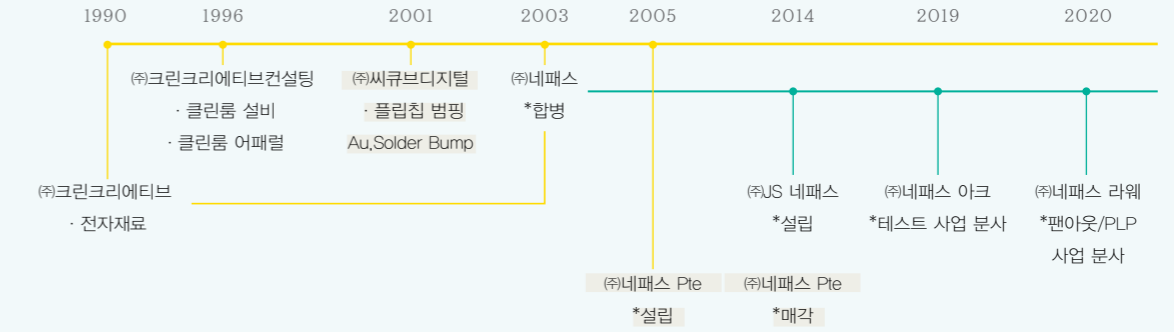 1990 1996 2001 2003 2005 2014 2019 2020
㈜크린크리에티브컨설팅 ㈜씨큐브디지털 ㈜네패스
· 클린룸 설비 · 플립칩 범핑 *합병
· 클린룸 어패럴 Au,Solder Bump
㈜크린크리에티브 ㈜JS 네패스 ㈜네패스 아크 ㈜네패스 라웨
· 전자재료 *설립 *테스트 사업 분사 *팬아웃/PLP
사업 분사
㈜네패스 Pte ㈜네패스 Pte
*설립 *매각